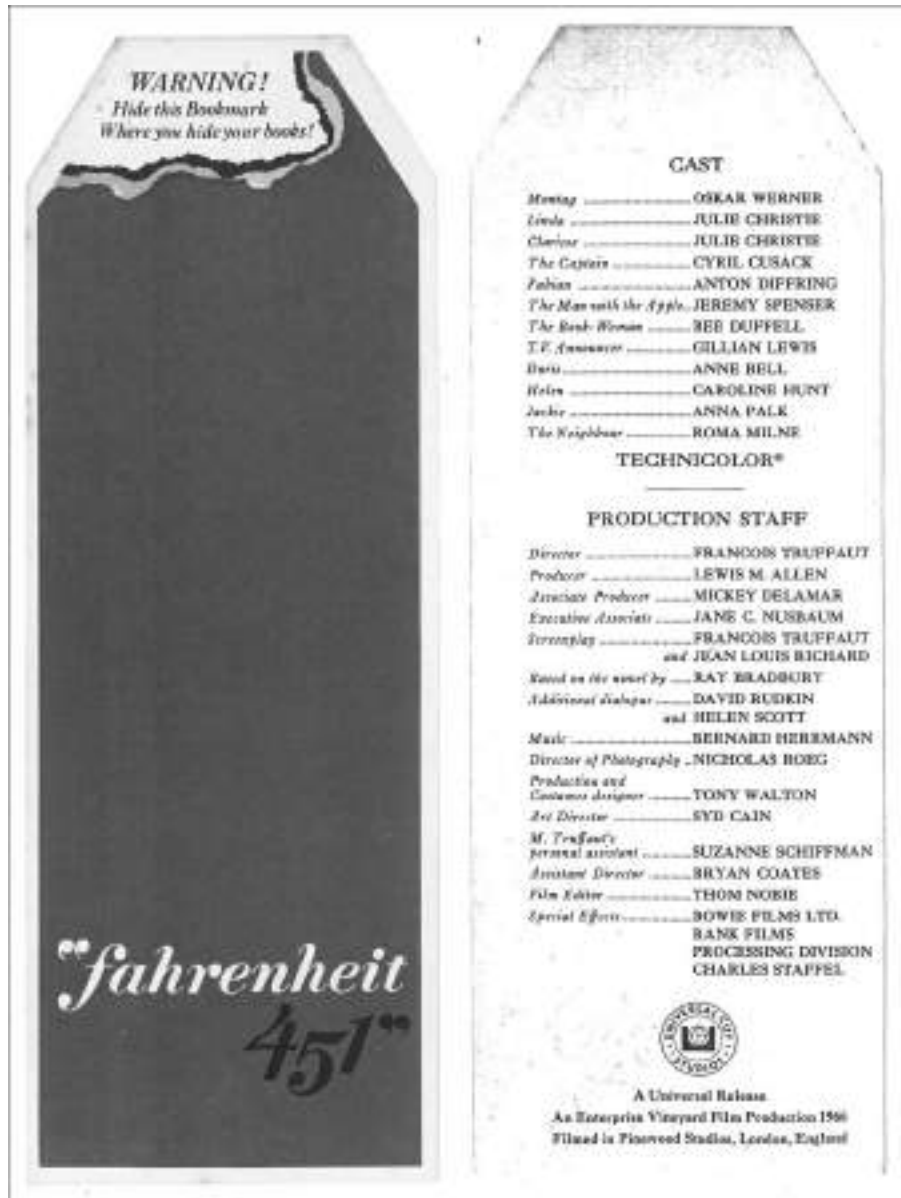 WARNING!
Hide this Bookmark
Where you hide your books!
"fahrenheit
451"
CAST
Montag ........ OSKAR WERNER
Linda ........ JULIE CHRISTIE
Clarisse ........ JULIE CHRISTIE
The Captain ........ CYRIL CUSACK
Fabian ........ ANTON DIFFRING
The Man with the Apple .. JEREMY SPENSER
The Book-Woman ........ BEE DUFFELL
T.V. Announcer ........ GILLIAN LEWIS
Doris ........ ANNE BELL
Helen ........ CAROLINE HUNT
Jackie ........ ANNA PALK
The Neighbour ........ ROMA MILNE
TECHNICOLOR®
PRODUCTION STAFF
Director ........ FRANCOIS TRUFFAUT
Producer ........ LEWIS M. ALLEN
Associate Producer ........ MICKEY DELAMAR
Executive Associate ........ JANE C. NUSBAUM
Screenplay ........ FRANCOIS TRUFFAUT
and JEAN LOUIS RICHARD
Based on the novel by .... RAY BRADBURY
Additional dialogue ........ DAVID RUDKIN
and HELEN SCOTT
Music ........ BERNARD HERRMANN
Director of Photography .. NICHOLAS ROEG
Production and
Costumes designer ........ TONY WALTON
Art Director ........ SYD CAIN
M. Truffaut's
personal assistant ........ SUZANNE SCHIFFMAN
Assistant Director ........ BRYAN COATES
Film Editor ........ THOM NOBLE
Special Effects ........ BOWIE FILMS LTD.
RANK FILMS
PROCESSING DIVISION
CHARLES STAFFEL
UNIVERSAL CITY STUDIOS
A Universal Release
An Enterprise Vineyard Film Production 1966
Filmed in Pinewood Studios, London, England